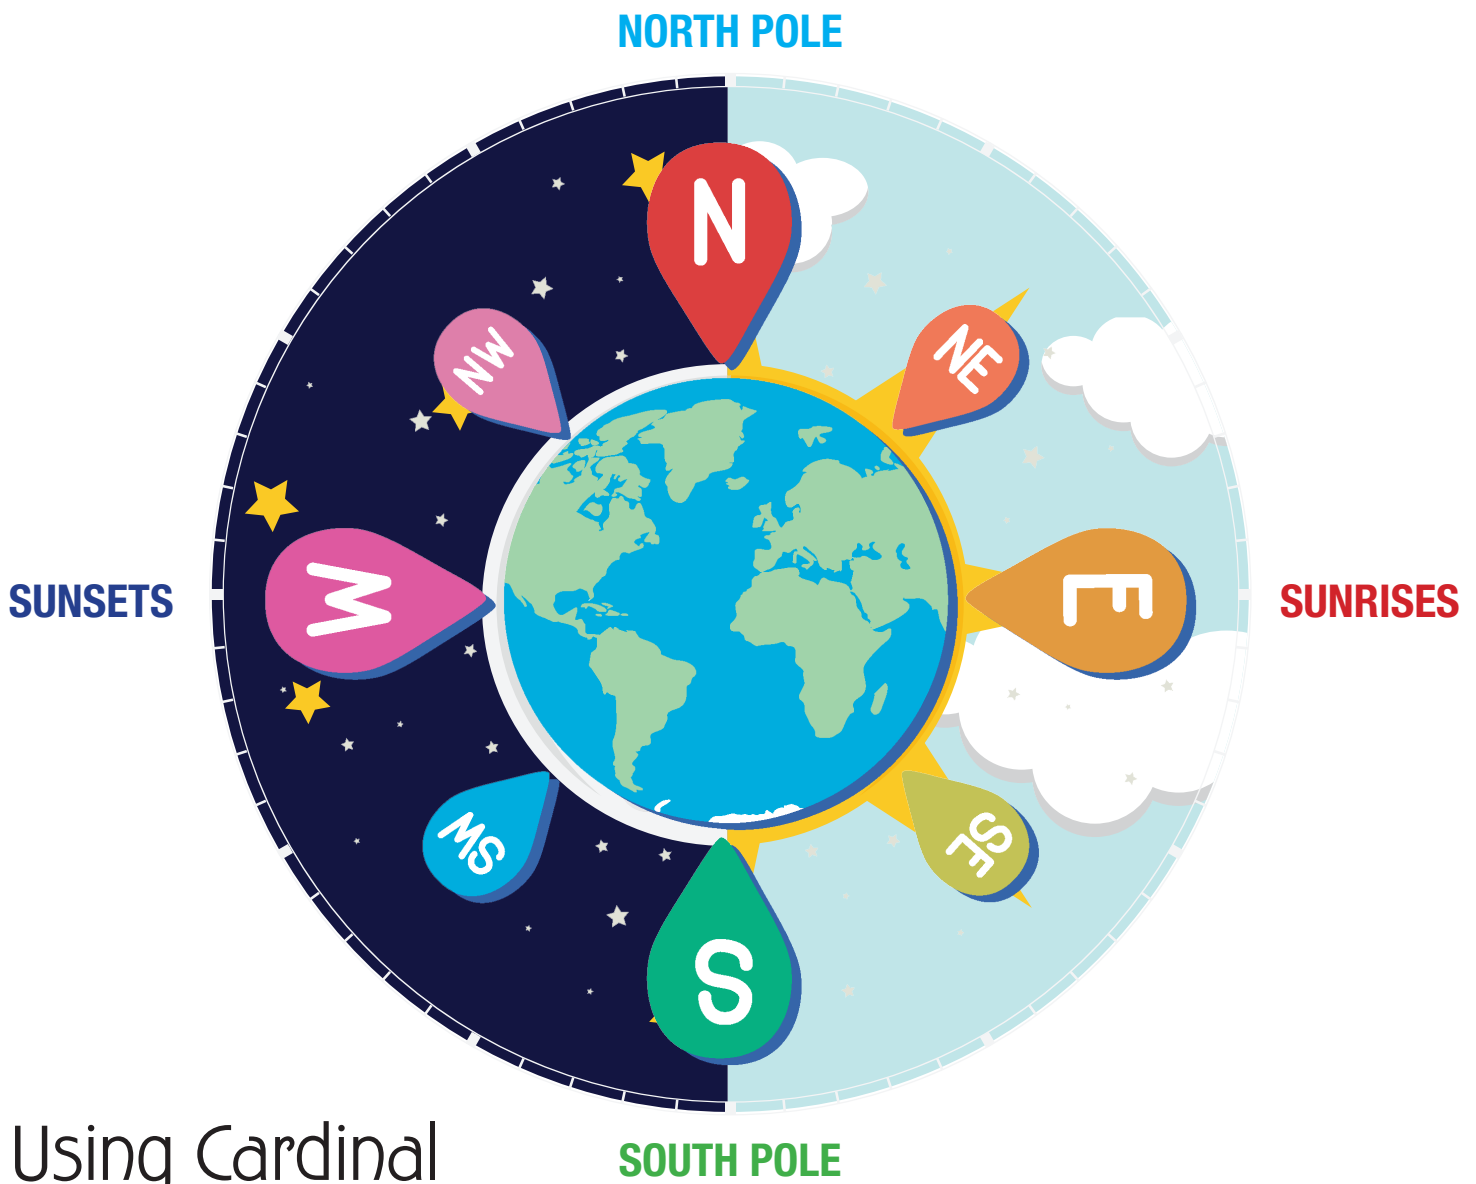 NORTH POLE
N
NW
NE
SUNSETS
W
E
SUNRISES
SW
SE
S
Using Cardinal
SOUTH POLE